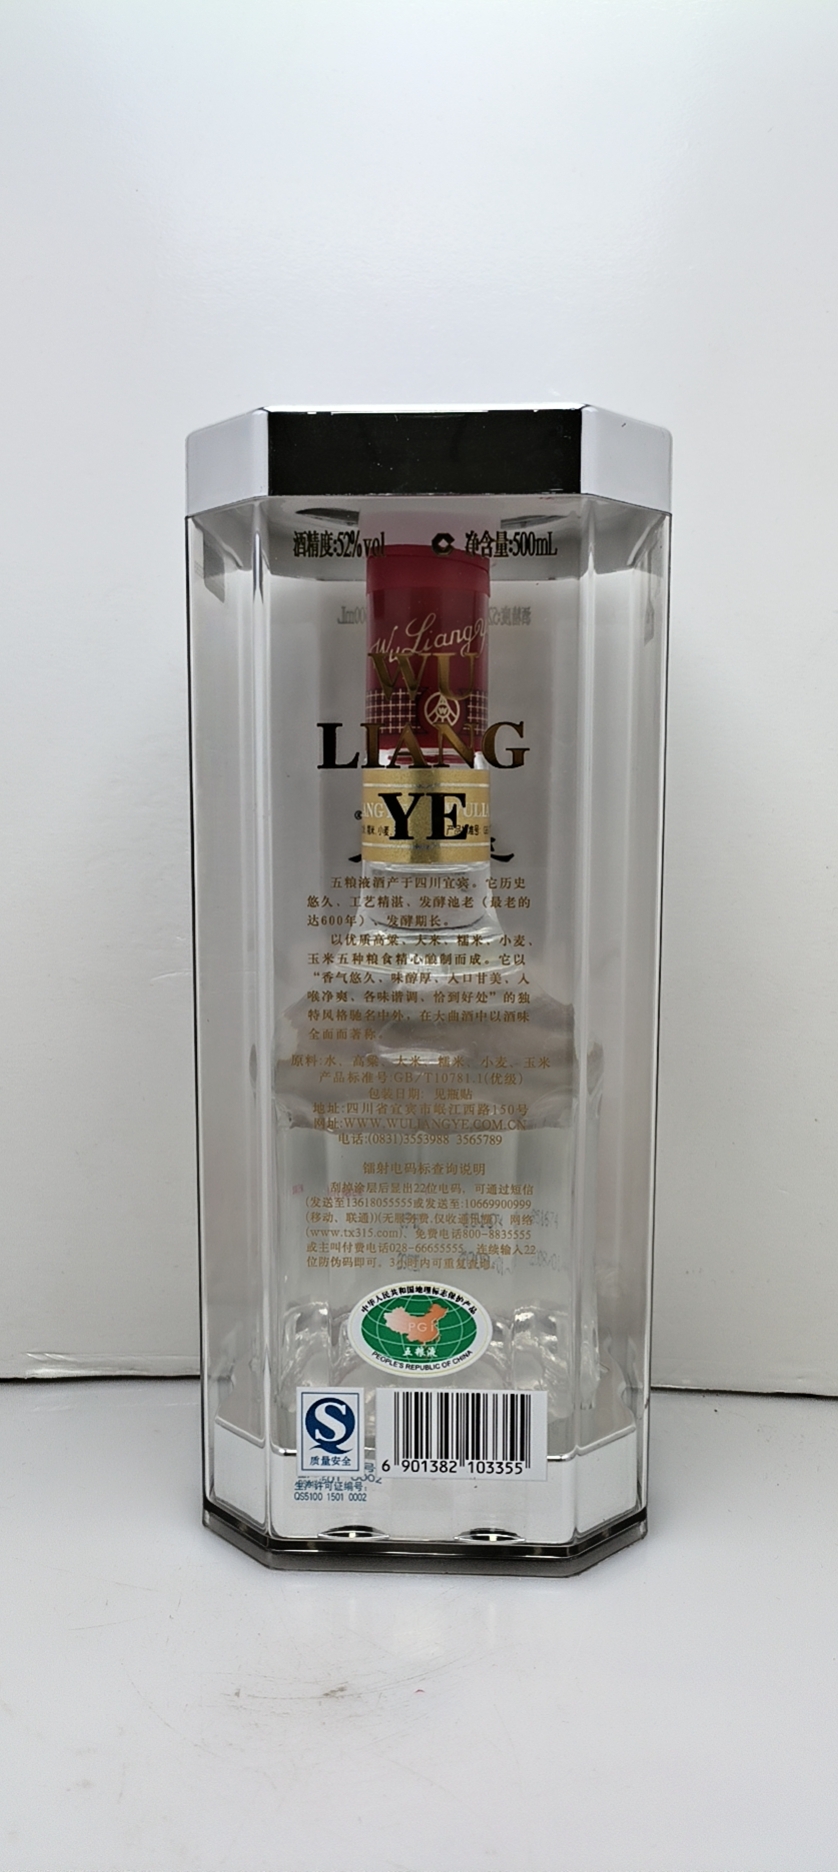 酒精度:52%vol 净含量:500mL
Wu Liang Y
WU
LIANG
YE
五粮液酒产于四川宜宾。它历史
悠久、工艺精湛、发酵池老（最老的
达600年）、发酵期长。
以优质高粱、大米、糯米、小麦、
玉米五种粮食精心酿制而成。它以
“香气悠久、味醇厚、入口甘美、入
喉净爽、各味谐调、恰到好处”的独
特风格驰名中外，在大曲酒中以酒味
全面而著称。
原料:水、高粱、大米、糯米、小麦、玉米
产品标准号:GB/T10781.1(优级)
包装日期: 见瓶贴
地址:四川省宜宾市岷江西路150号
网址:WWW.WULIANGYE.COM.CN
电话:(0831)3553988 3565789
镭射电码标查询说明
刮掉涂层后显出22位电码，可通过短信
(发送至13618055555或发送至:10669900999
(移动、联通))(无服务费,仅收通讯费)、网络
(www.tx315.com)、免费电话800-8835555
或主叫付费电话028-66655555，连续输入22
位防伪码即可，3小时内可重复查询。
中华人民共和国地理标志保护产品
PGI
五粮液
PEOPLE'S REPUBLIC OF CHINA
S
质量安全
6 901382 103355
生产许可证编号:
QS5100 1501 0002